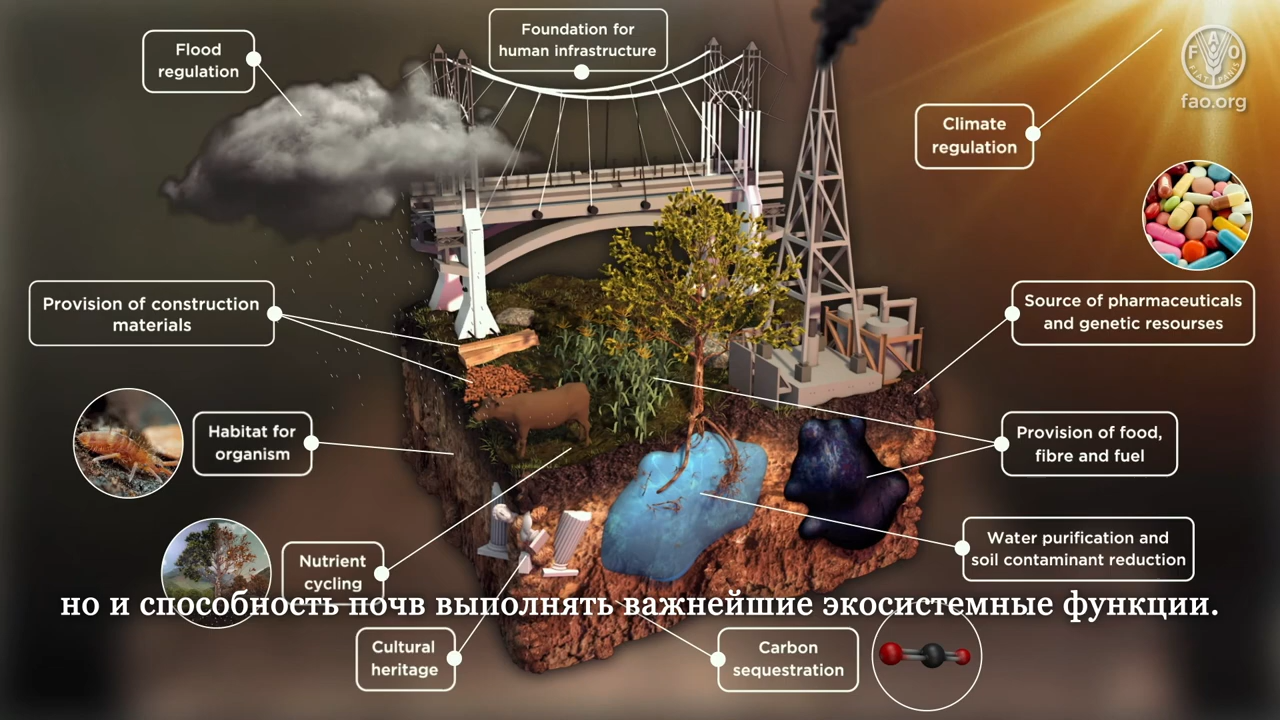 Foundation for
human infrastructure
Flood
regulation
F A O
FIAT PANIS
fao.org
Climate
regulation
Provision of construction
materials
Source of pharmaceuticals
and genetic resourses
Habitat for
organism
Provision of food,
fibre and fuel
Water purification and
soil contaminant reduction
Nutrient
cycling
но и способность почв выполнять важнейшие экосистемные функции.
Cultural
heritage
Carbon
sequestration